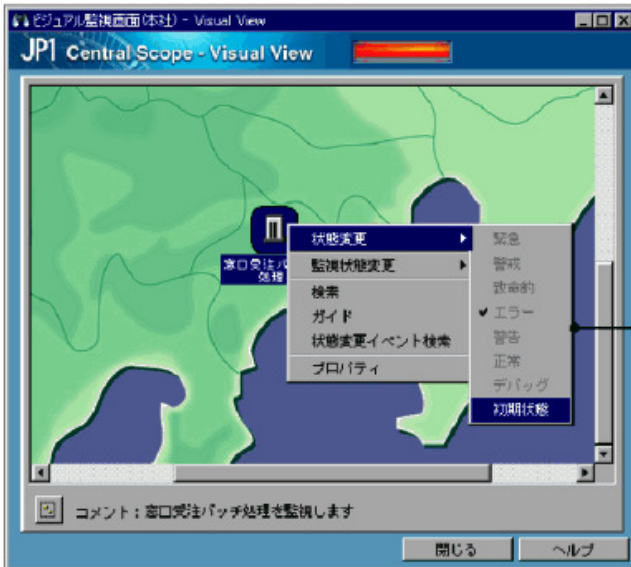 ビジュアル監視画面(本社) - Visual View
JP1 Central Scope - Visual View
窓口受注バッチ
処理
状態変更
監視状態変更
検索
ガイド
状態変更イベント検索
プロパティ
緊急
警戒
致命的
エラー
警告
正常
デバッグ
初期状態
コメント：窓口受注バッチ処理を監視します
閉じる
ヘルプ